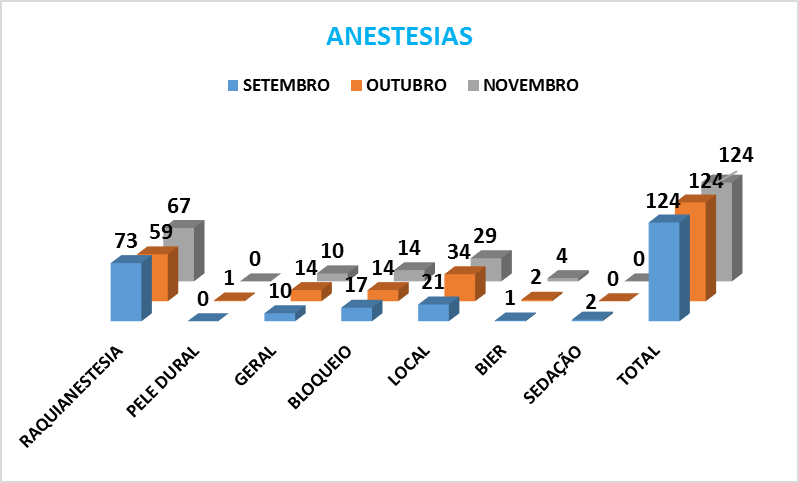 ANESTESIAS
SETEMBRO OUTUBRO NOVEMBRO
73 59 67
0 1 0
10 14 10
17 14 14
21 34 29
1 2 4
2 0 0
124 124 124
RAQUIANESTESIA
PELE DURAL
GERAL
BLOQUEIO
LOCAL
BIER
SEDAÇÃO
TOTAL